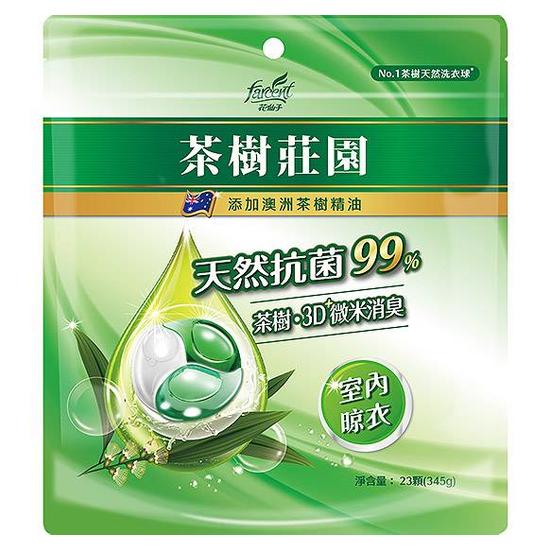 No.1茶樹天然洗衣球*
farcent
花仙子
茶樹莊園
添加澳洲茶樹精油
天然抗菌99%
茶樹・3D+微米消臭
室內
晾衣
淨含量： 23顆(345g)